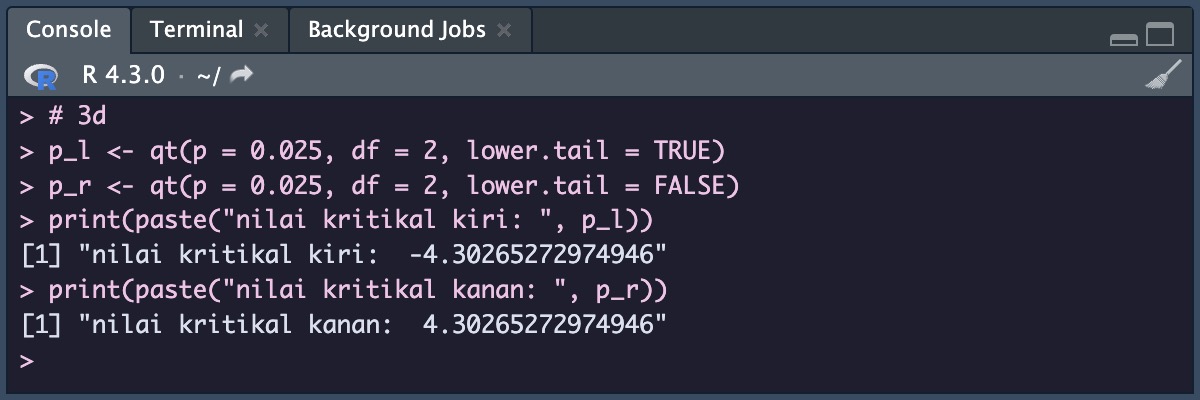 Console Terminal Background Jobs
R 4.3.0 · ~/
> # 3d
> p_l <- qt(p = 0.025, df = 2, lower.tail = TRUE)
> p_r <- qt(p = 0.025, df = 2, lower.tail = FALSE)
> print(paste("nilai kritikal kiri: ", p_l))
[1] "nilai kritikal kiri:  -4.30265272974946"
> print(paste("nilai kritikal kanan: ", p_r))
[1] "nilai kritikal kanan:  4.30265272974946"
>